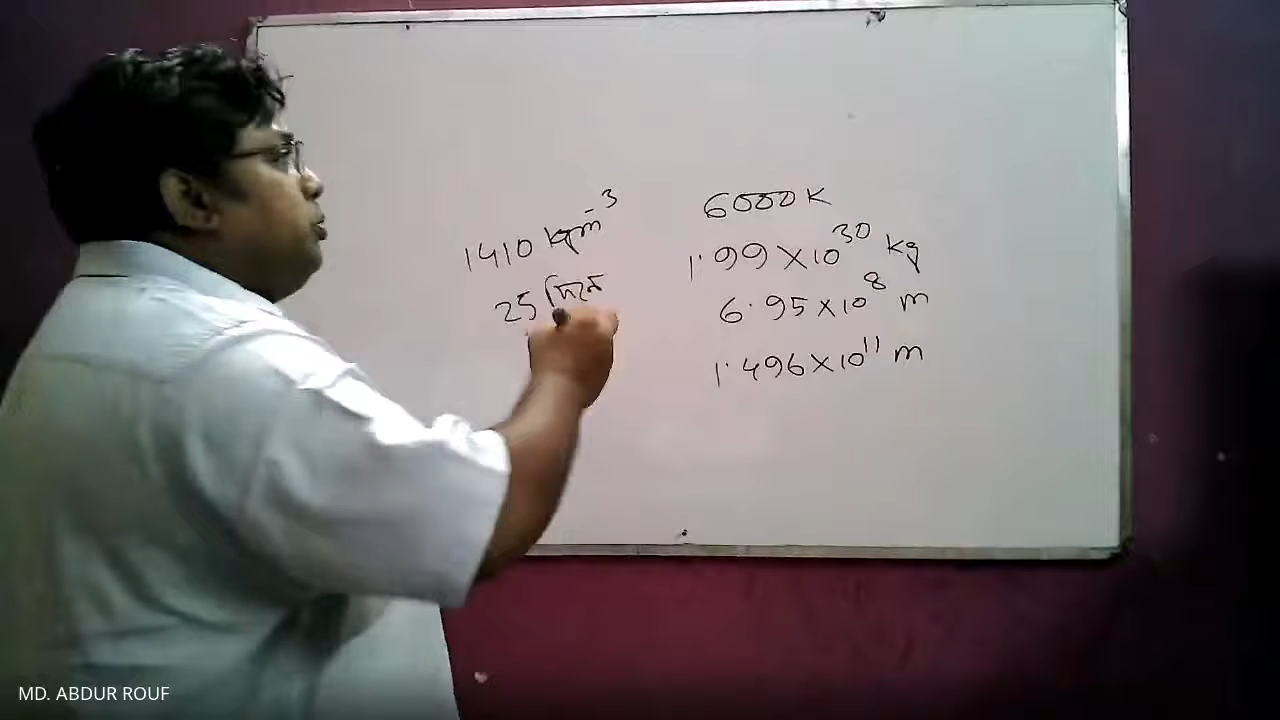 1410 kgm⁻³
25 দিন
6000 K
1.99 × 10³⁰ kg
6.95 × 10⁸ m
1.496 × 10¹¹ m
MD. ABDUR ROUF